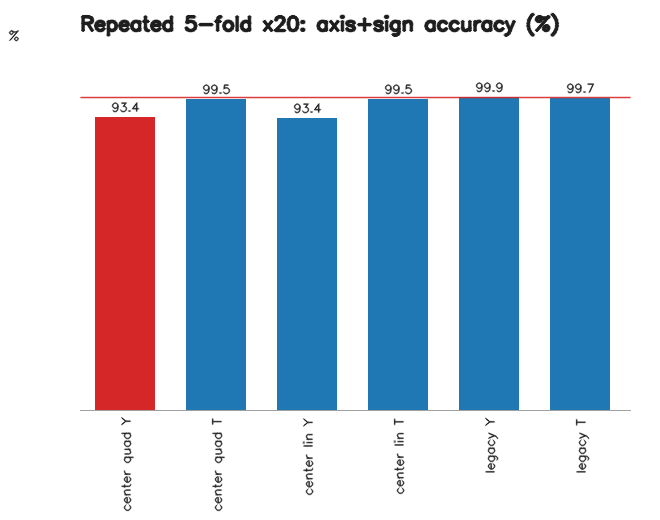 Repeated 5-fold x20: axis+sign accuracy (%)
%
93.4
99.5
93.4
99.5
99.9
99.7
center quad Y
center quad T
center lin Y
center lin T
legacy Y
legacy T